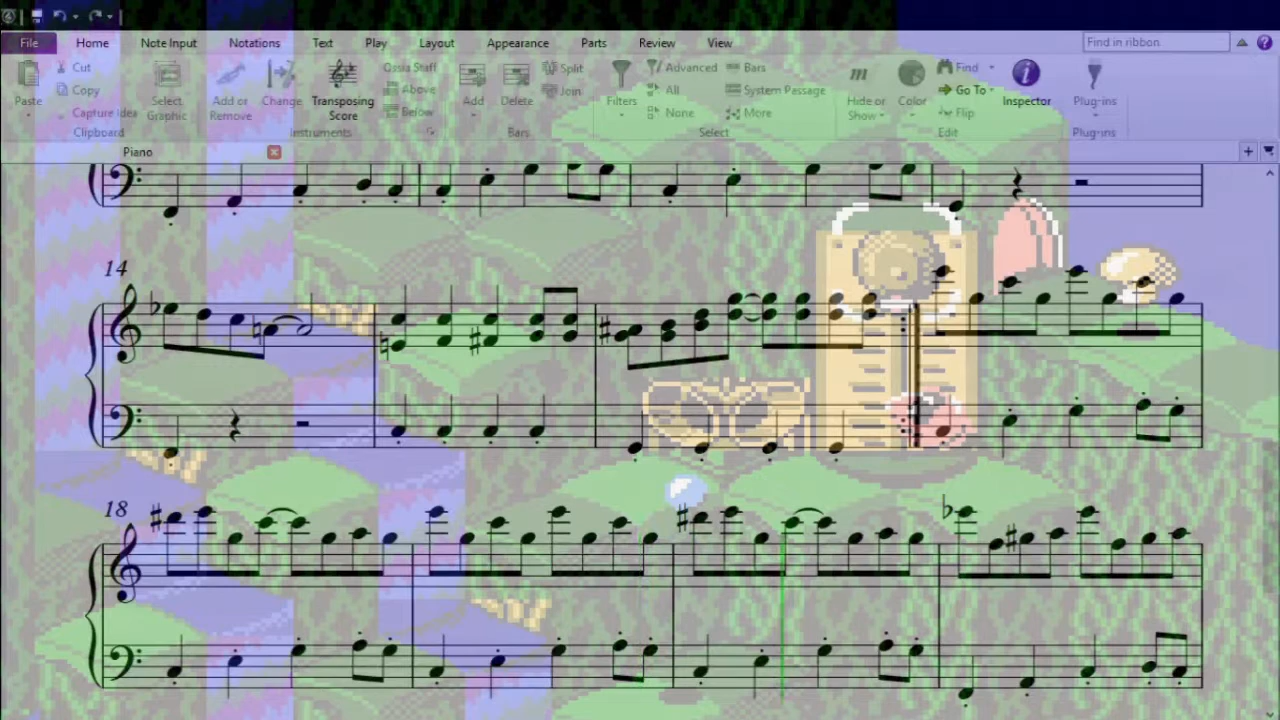 File Home Note Input Notations Text Play Layout Appearance Parts Review View Find in ribbon ?
Cut Ossia Staff Split Advanced Bars Find
Copy Above Join All System Passage Go To
Paste Capture Idea Select Graphic Add or Remove Change Transposing Score Below Add Delete Filters None More Hide or Show Color Flip Inspector Plug-ins
Clipboard Instruments Bars Select Edit Plug-ins
Piano
14
18